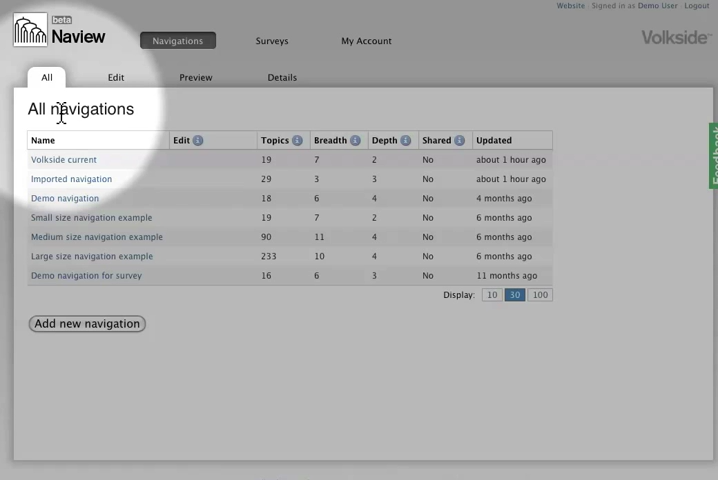 Website · Signed in as Demo User · Logout
beta
Naview
Navigations Surveys My Account
Volkside™
All Edit Preview Details
All navigations
Name Edit Topics Breadth Depth Shared Updated
Volkside current 19 7 2 No about 1 hour ago
Imported navigation 29 3 3 No about 1 hour ago
Demo navigation 18 6 4 No 4 months ago
Small size navigation example 19 7 2 No 6 months ago
Medium size navigation example 90 11 4 No 6 months ago
Large size navigation example 233 10 4 No 6 months ago
Demo navigation for survey 16 6 3 No 11 months ago
Display: 10 30 100
Add new navigation
Feedback